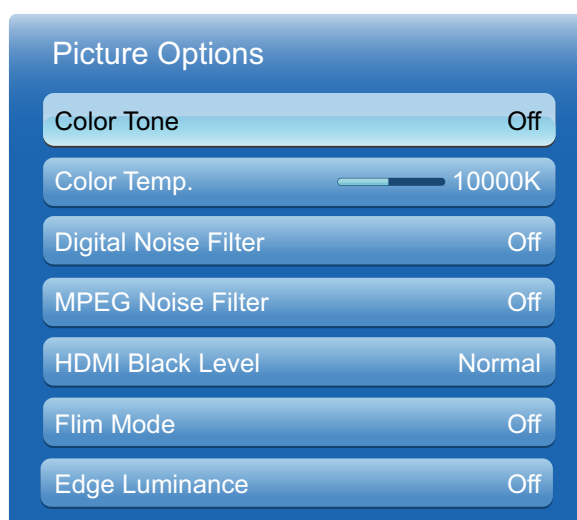 Picture Options
Color Tone Off
Color Temp. 10000K
Digital Noise Filter Off
MPEG Noise Filter Off
HDMI Black Level Normal
Flim Mode Off
Edge Luminance Off